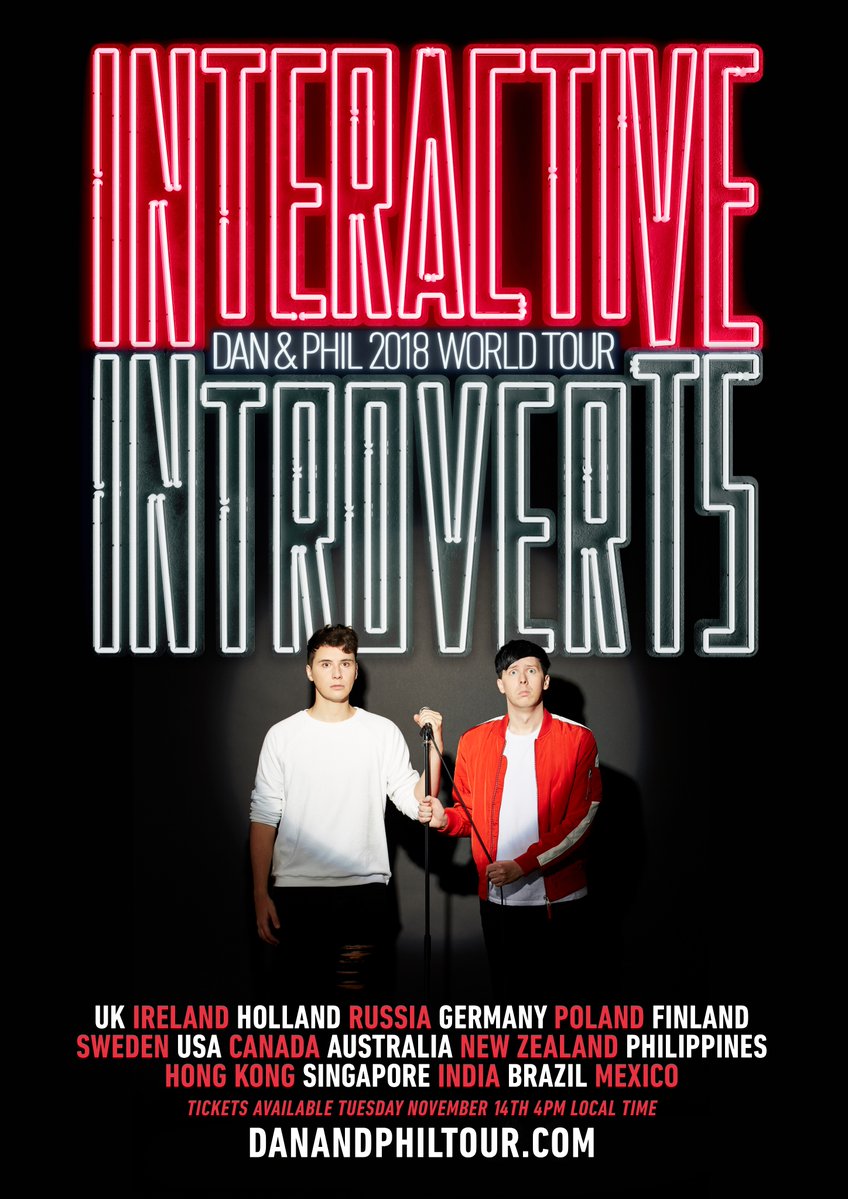 INTERACTIVE
DAN & PHIL 2018 WORLD TOUR
INTROVERTS
UK IRELAND HOLLAND RUSSIA GERMANY POLAND FINLAND
SWEDEN USA CANADA AUSTRALIA NEW ZEALAND PHILIPPINES
HONG KONG SINGAPORE INDIA BRAZIL MEXICO
TICKETS AVAILABLE TUESDAY NOVEMBER 14TH 4PM LOCAL TIME
DANANDPHILTOUR.COM